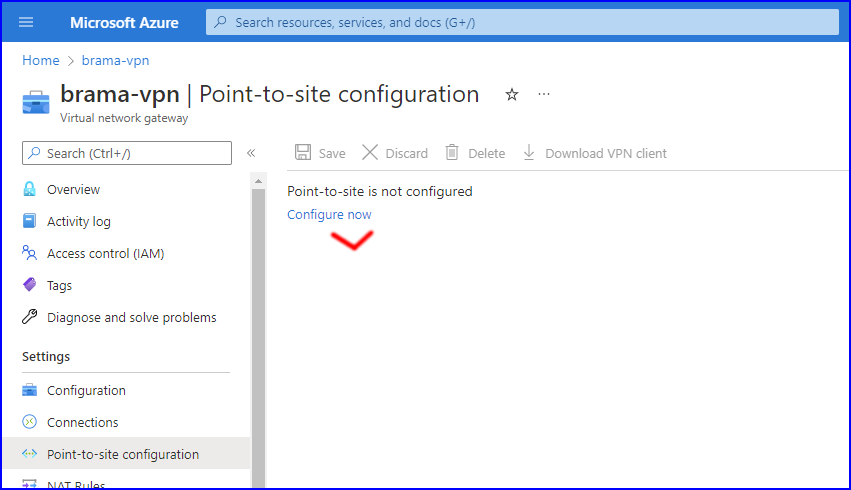 Microsoft Azure
Search resources, services, and docs (G+/)
Home > brama-vpn
brama-vpn | Point-to-site configuration
Virtual network gateway
Search (Ctrl+/)
Overview
Activity log
Access control (IAM)
Tags
Diagnose and solve problems
Settings
Configuration
Connections
Point-to-site configuration
NAT Rules
Save
Discard
Delete
Download VPN client
Point-to-site is not configured
Configure now